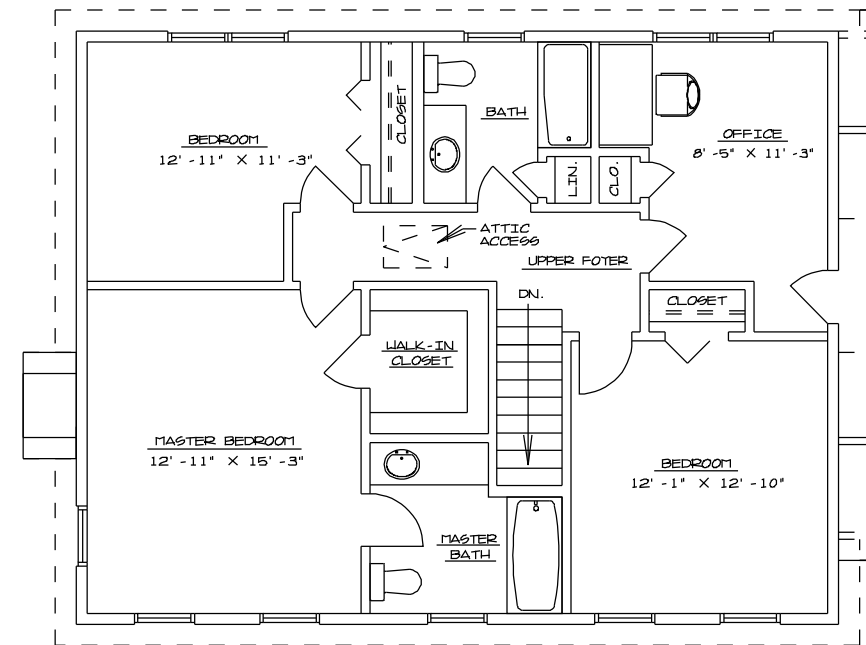 BEDROOM
12' -11" X 11' -3"
CLOSET
BATH
OFFICE
8' -5" X 11' -3"
LIN.
CLO.
ATTIC
ACCESS
UPPER FOYER
DN.
CLOSET
WALK-IN
CLOSET
MASTER BEDROOM
12' -11" X 15' -3"
BEDROOM
12' -1" X 12' -10"
MASTER
BATH